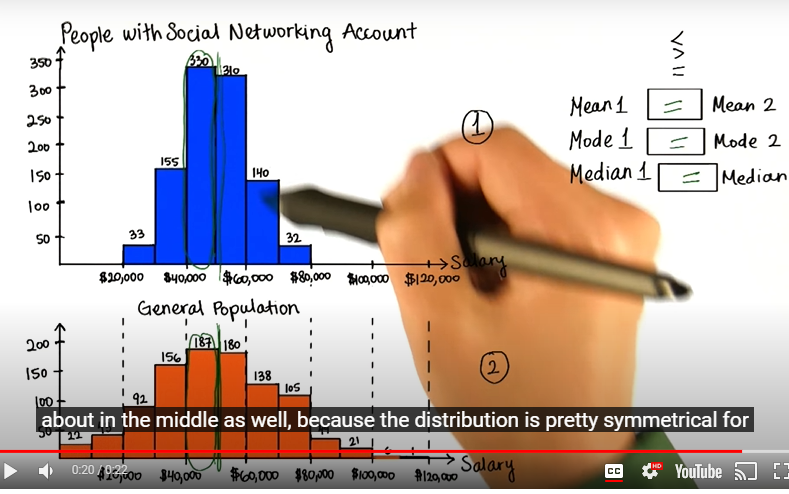 People with Social Networking Account
350
300
250
200
150
100
50
33
155
330
310
140
32
$20,000 $40,000 $60,000 $80,000 $100,000 $120,000
Salary
1
<
>
=
Mean 1 = Mean 2
Mode 1 = Mode 2
Median 1 = Median
General Population
200
150
100
22
92
156
187
180
138
105
21
2
about in the middle as well, because the distribution is pretty symmetrical for
$40,000 $60,000 $80,000 $100,000 $120,000
Salary
0:20 / 0:22
CC
HD
YouTube